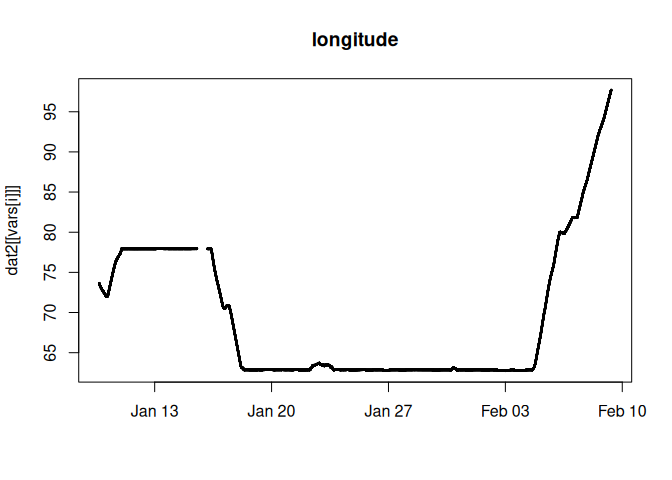 longitude
dat2[[vars[i]]]
95
90
85
80
75
70
65
Jan 13
Jan 20
Jan 27
Feb 03
Feb 10